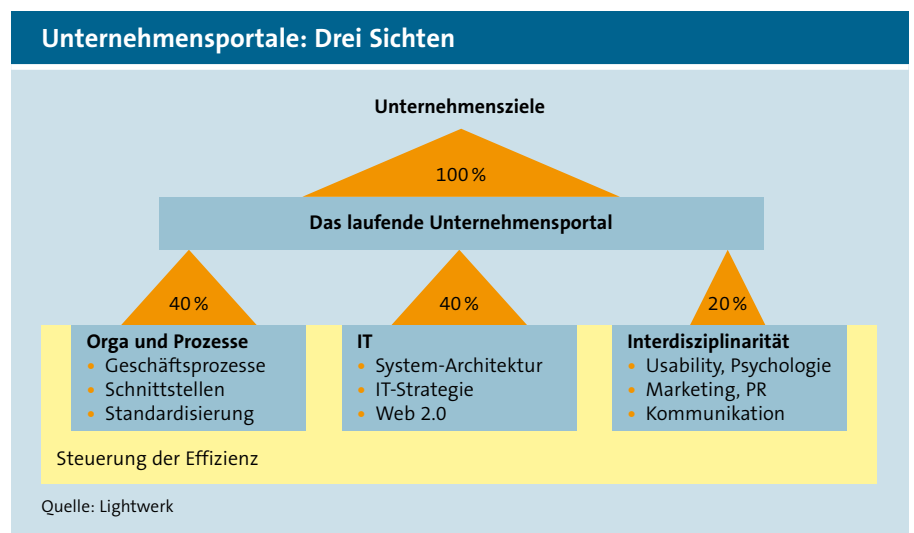 Unternehmensportale: Drei Sichten
Unternehmensziele
100 %
Das laufende Unternehmensportal
40 %
40 %
20 %
Orga und Prozesse
• Geschäftsprozesse
• Schnittstellen
• Standardisierung
IT
• System-Architektur
• IT-Strategie
• Web 2.0
Interdisziplinarität
• Usability, Psychologie
• Marketing, PR
• Kommunikation
Steuerung der Effizienz
Quelle: Lightwerk